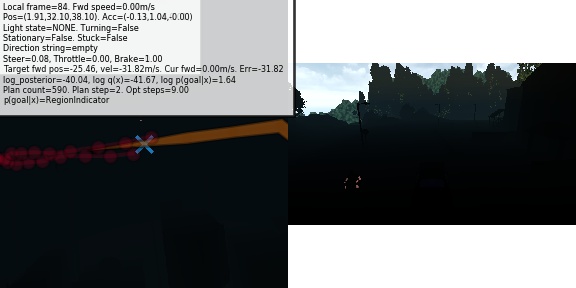 Local frame=84. Fwd speed=0.00m/s
Pos=(1.91,32.10,38.10). Acc=(-0.13,1.04,-0.00)
Light state=NONE. Turning=False
Stationary=False. Stuck=False
Direction string=empty
Steer=0.08, Throttle=0.00, Brake=1.00
Target fwd pos=-25.46, vel=-31.82m/s. Cur fwd=0.00m/s. Err=-31.82
log_posterior=-40.04, log q(x)=-41.67, log p(goal|x)=1.64
Plan count=590. Plan step=2. Opt steps=9.00
p(goal|x)=RegionIndicator